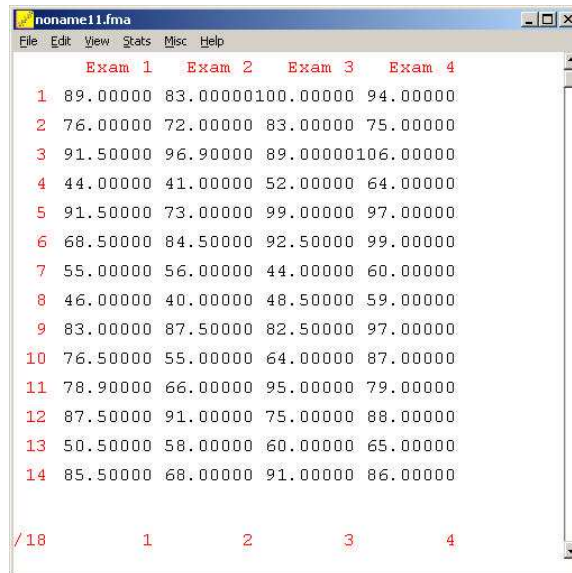 noname11.fma
File Edit View Stats Misc Help
Exam 1 Exam 2 Exam 3 Exam 4
1 89.00000 83.00000100.00000 94.00000
2 76.00000 72.00000 83.00000 75.00000
3 91.50000 96.90000 89.00000106.00000
4 44.00000 41.00000 52.00000 64.00000
5 91.50000 73.00000 99.00000 97.00000
6 68.50000 84.50000 92.50000 99.00000
7 55.00000 56.00000 44.00000 60.00000
8 46.00000 40.00000 48.50000 59.00000
9 83.00000 87.50000 82.50000 97.00000
10 76.50000 55.00000 64.00000 87.00000
11 78.90000 66.00000 95.00000 79.00000
12 87.50000 91.00000 75.00000 88.00000
13 50.50000 58.00000 60.00000 65.00000
14 85.50000 68.00000 91.00000 86.00000
/18 1 2 3 4